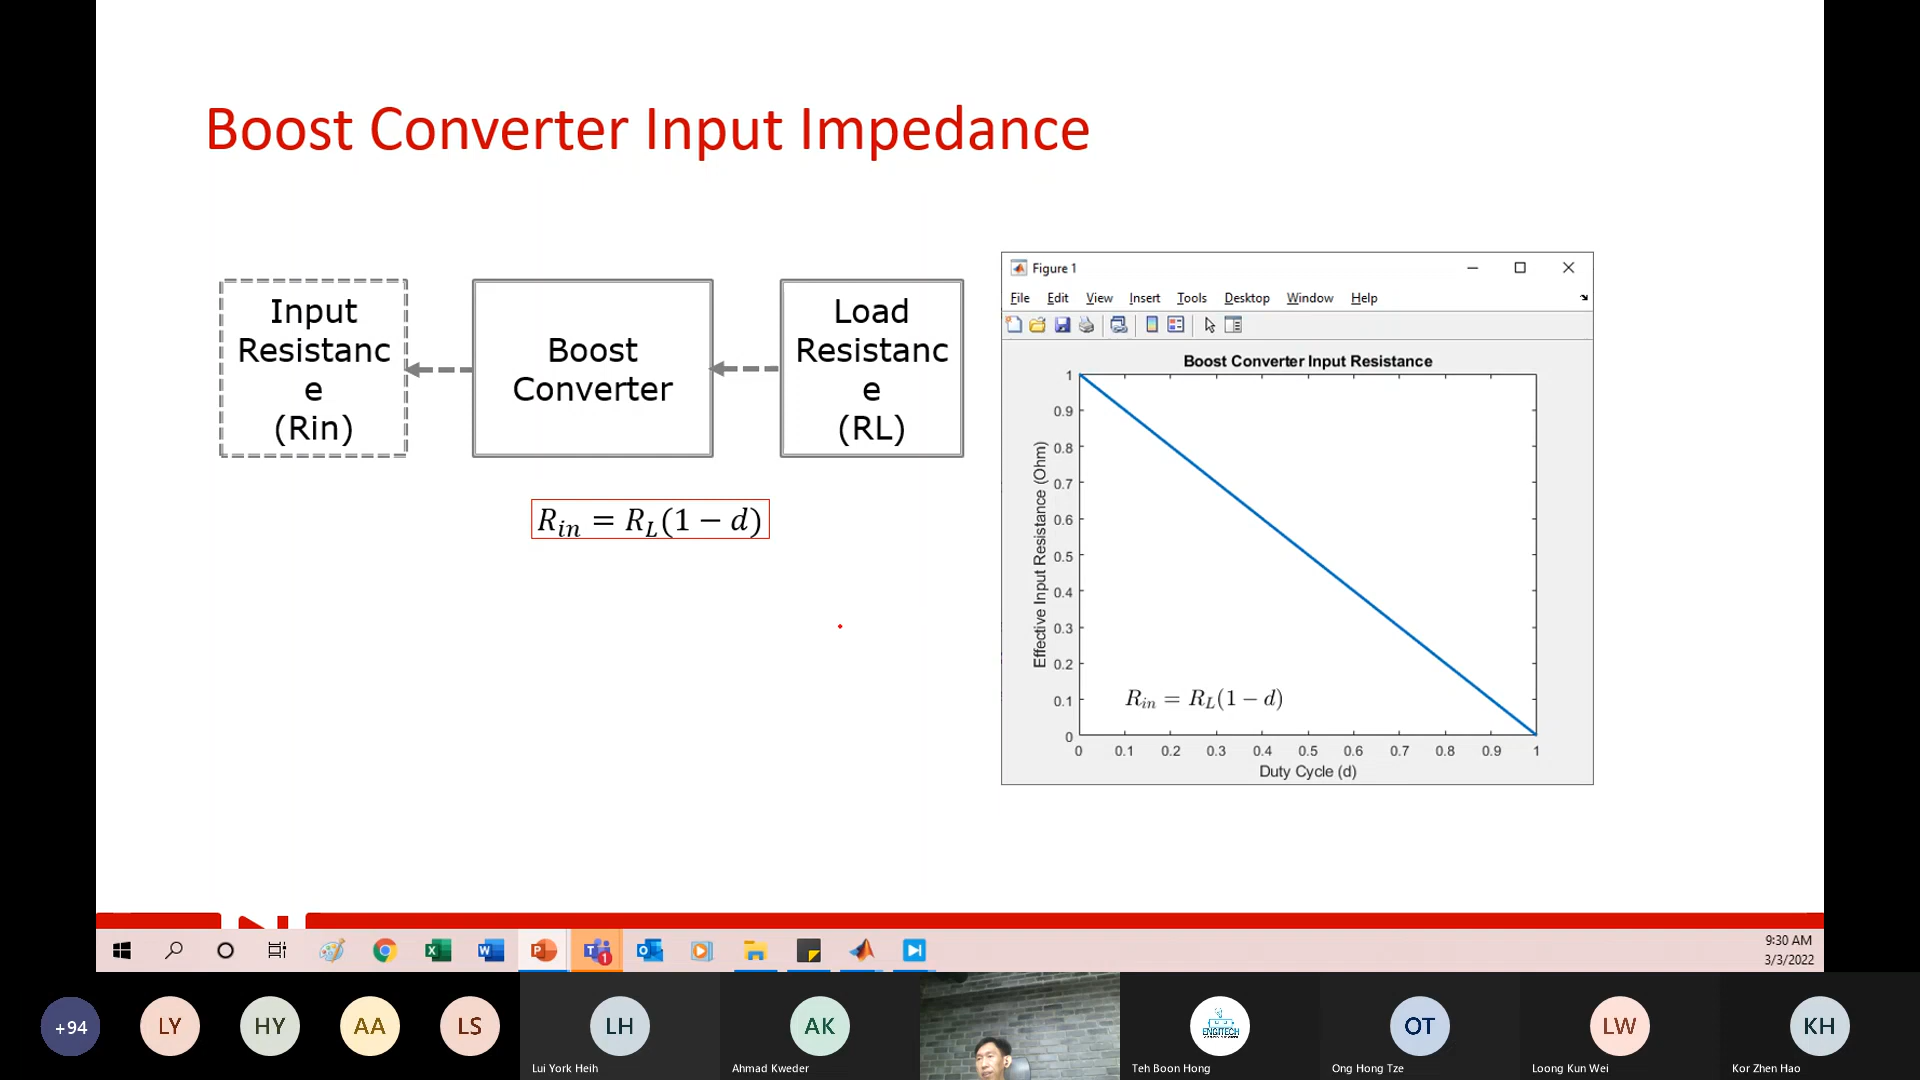 Boost Converter Input Impedance
Input
Resistanc
e
(Rin)
Boost
Converter
Load
Resistanc
e
(RL)
R_{in} = R_L(1 − d)
Figure 1
File Edit View Insert Tools Desktop Window Help
Boost Converter Input Resistance
1
0.9
0.8
0.7
0.6
0.5
0.4
0.3
0.2
0.1
0
Effective Input Resistance (Ohm)
R_{in} = R_L(1 − d)
0 0.1 0.2 0.3 0.4 0.5 0.6 0.7 0.8 0.9 1
Duty Cycle (d)
9:30 AM
3/3/2022
+94
LY
HY
AA
LS
LH
Lui York Heih
AK
Ahmad Kweder
ENGITECH
Teh Boon Hong
OT
Ong Hong Tze
LW
Loong Kun Wei
KH
Kor Zhen Hao